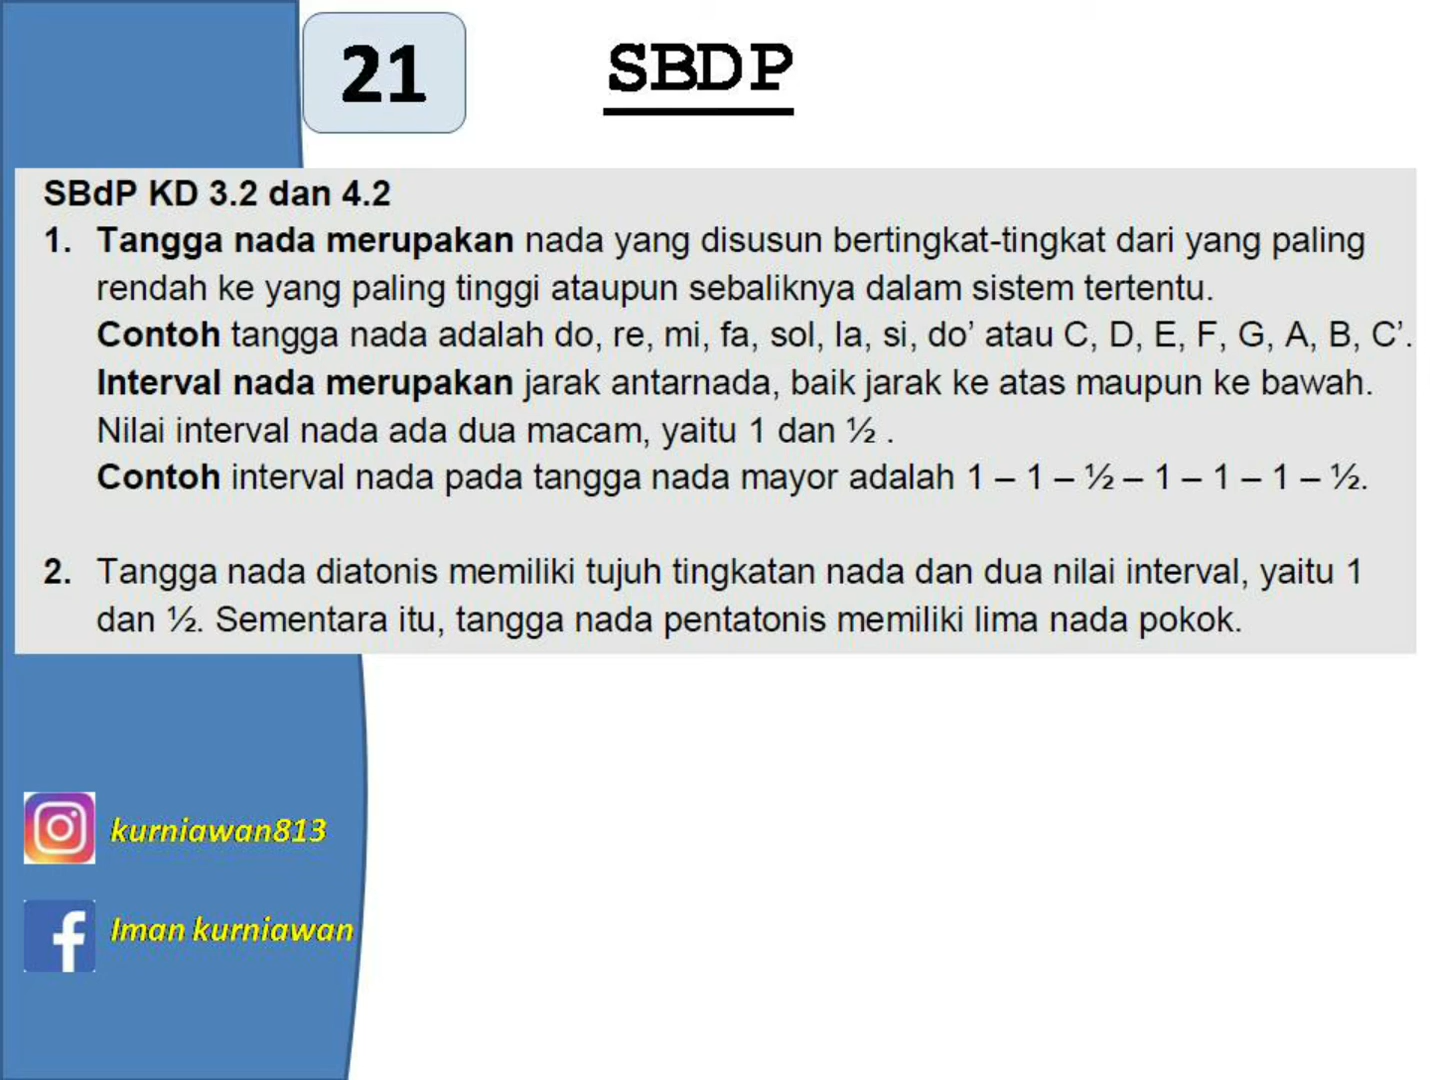 21
SBDP
SBdP KD 3.2 dan 4.2
1. Tangga nada merupakan nada yang disusun bertingkat-tingkat dari yang paling
rendah ke yang paling tinggi ataupun sebaliknya dalam sistem tertentu.
Contoh tangga nada adalah do, re, mi, fa, sol, la, si, do’ atau C, D, E, F, G, A, B, C’.
Interval nada merupakan jarak antarnada, baik jarak ke atas maupun ke bawah.
Nilai interval nada ada dua macam, yaitu 1 dan ½ .
Contoh interval nada pada tangga nada mayor adalah 1 – 1 – ½ – 1 – 1 – 1 – ½.
2. Tangga nada diatonis memiliki tujuh tingkatan nada dan dua nilai interval, yaitu 1
dan ½. Sementara itu, tangga nada pentatonis memiliki lima nada pokok.
kurniawan813
Iman kurniawan